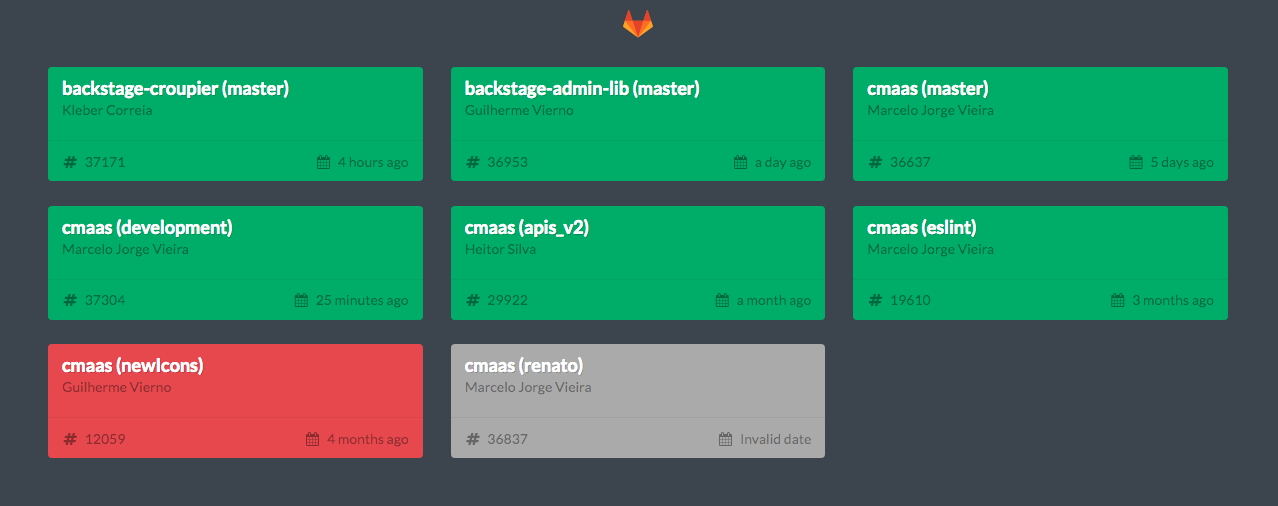 backstage-croupier (master)
Kleber Correia
# 37171 4 hours ago
backstage-admin-lib (master)
Guilherme Vierno
# 36953 a day ago
cmaas (master)
Marcelo Jorge Vieira
# 36637 5 days ago
cmaas (development)
Marcelo Jorge Vieira
# 37304 25 minutes ago
cmaas (apis_v2)
Heitor Silva
# 29922 a month ago
cmaas (eslint)
Marcelo Jorge Vieira
# 19610 3 months ago
cmaas (newIcons)
Guilherme Vierno
# 12059 4 months ago
cmaas (renato)
Marcelo Jorge Vieira
# 36837 Invalid date